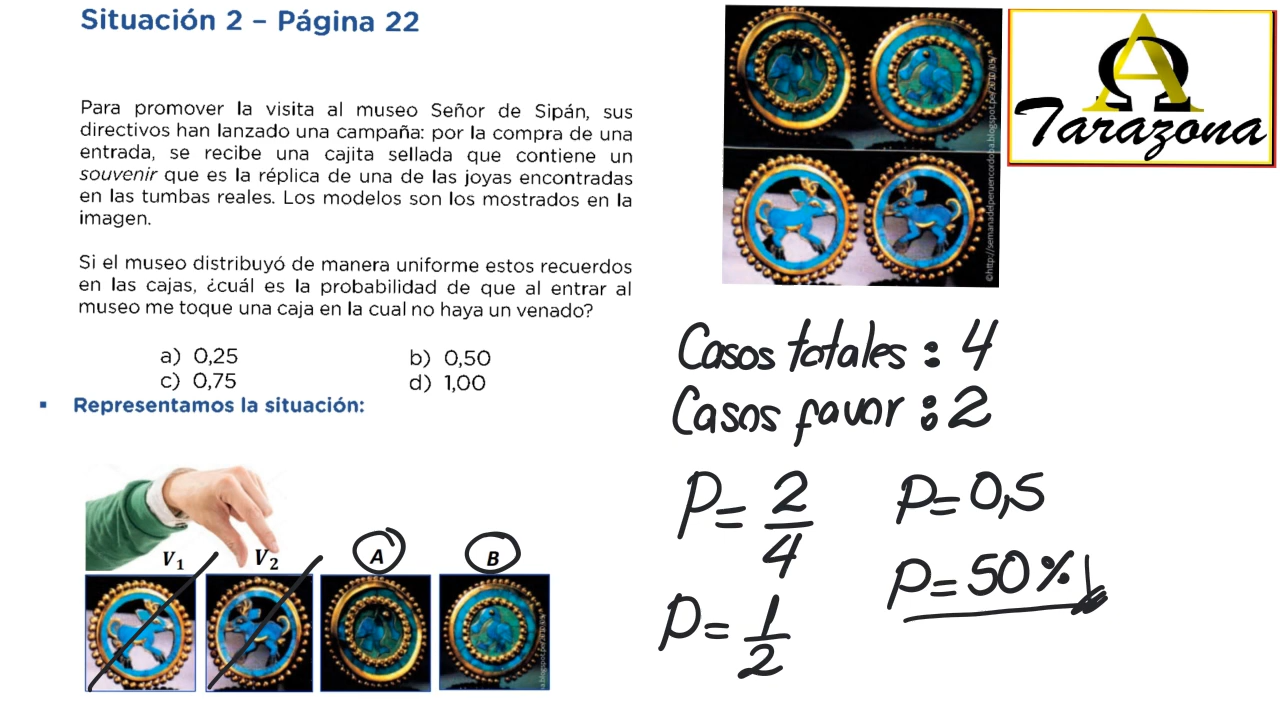 Situación 2 – Página 22
Para promover la visita al museo Señor de Sipán, sus
directivos han lanzado una campaña: por la compra de una
entrada, se recibe una cajita sellada que contiene un
souvenir que es la réplica de una de las joyas encontradas
en las tumbas reales. Los modelos son los mostrados en la
imagen.
Si el museo distribuyó de manera uniforme estos recuerdos
en las cajas, ¿cuál es la probabilidad de que al entrar al
museo me toque una caja en la cual no haya un venado?
a) 0,25
b) 0,50
c) 0,75
d) 1,00
▪ Representamos la situación:
V₁
V₂
A
B
AΩ
Tarazona
Casos totales : 4
Casos favor : 2
P = 2/4
P = 0,5
P = 1/2
P = 50%